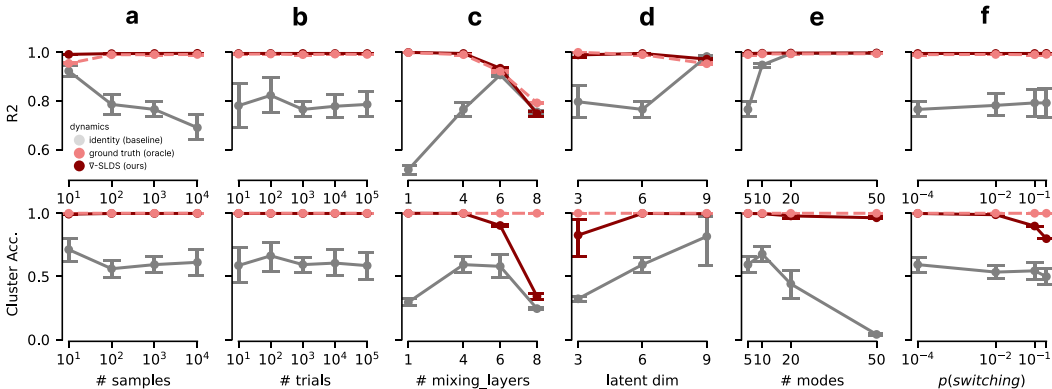 a b c d e f
1.0
0.8
0.6
R2
dynamics
identity (baseline)
ground truth (oracle)
∇-SLDS (ours)
10¹ 10² 10³ 10⁴
10¹ 10² 10³ 10⁴ 10⁵
1 4 6 8
3 6 9
5 10 20 50
10⁻⁴ 10⁻² 10⁻¹
1.0
0.5
0.0
Cluster Acc.
10¹ 10² 10³ 10⁴
10¹ 10² 10³ 10⁴ 10⁵
1 4 6 8
3 6 9
5 10 20 50
10⁻⁴ 10⁻² 10⁻¹
# samples
# trials
# mixing_layers
latent dim
# modes
p(switching)